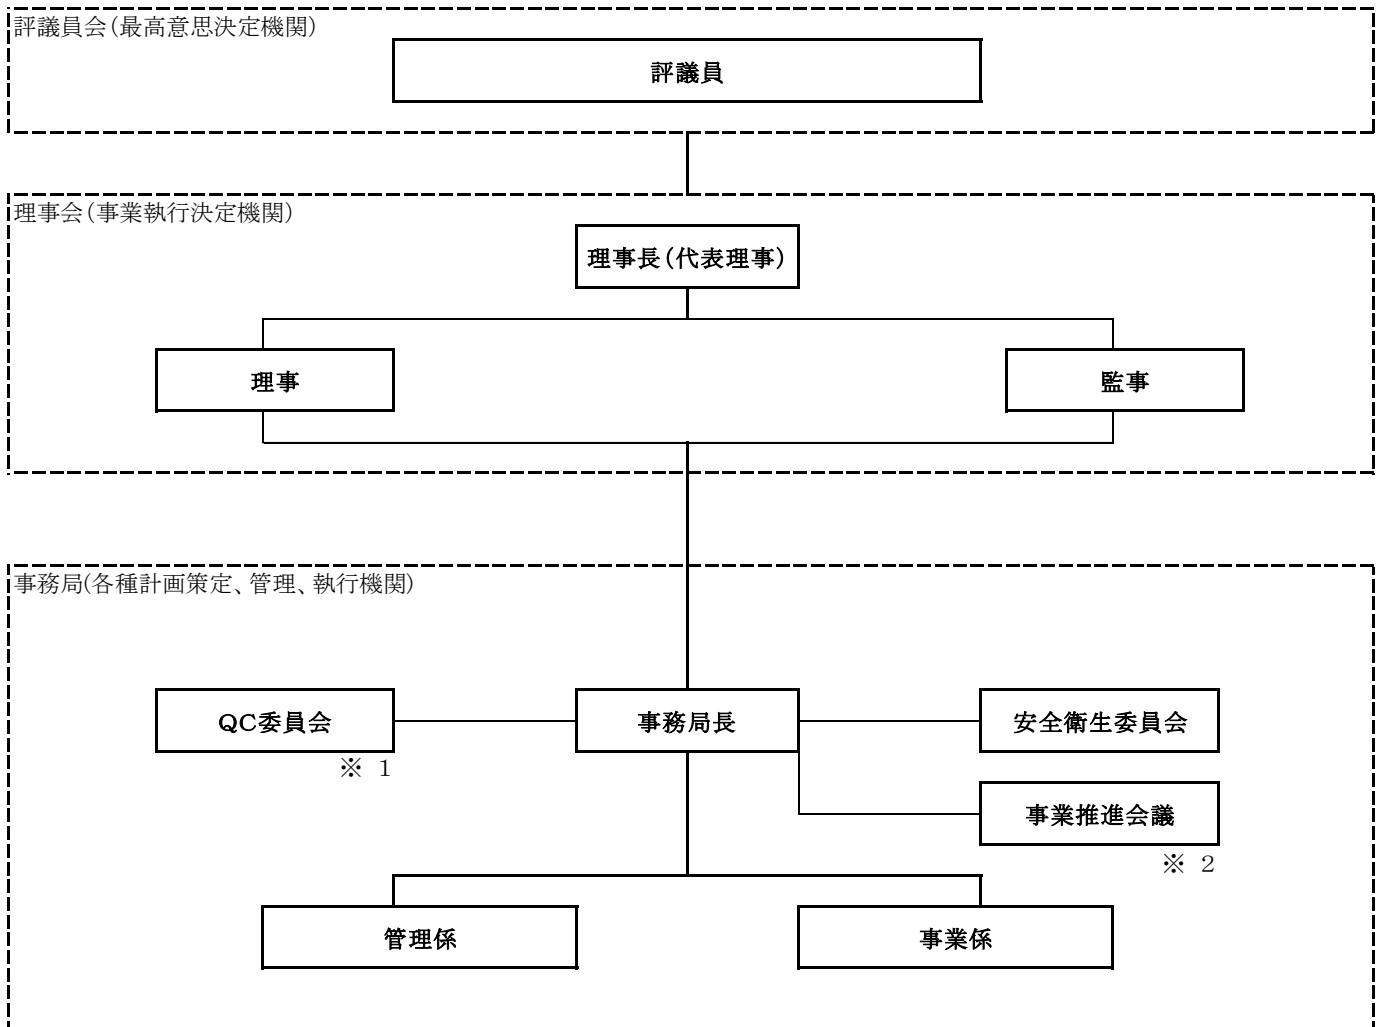 評議員会(最高意思決定機関)
評議員
理事会(事業執行決定機関)
理事長(代表理事)
理事
監事
事務局(各種計画策定、管理、執行機関)
QC委員会
事務局長
安全衛生委員会
※ 1
事業推進会議
※ 2
管理係
事業係